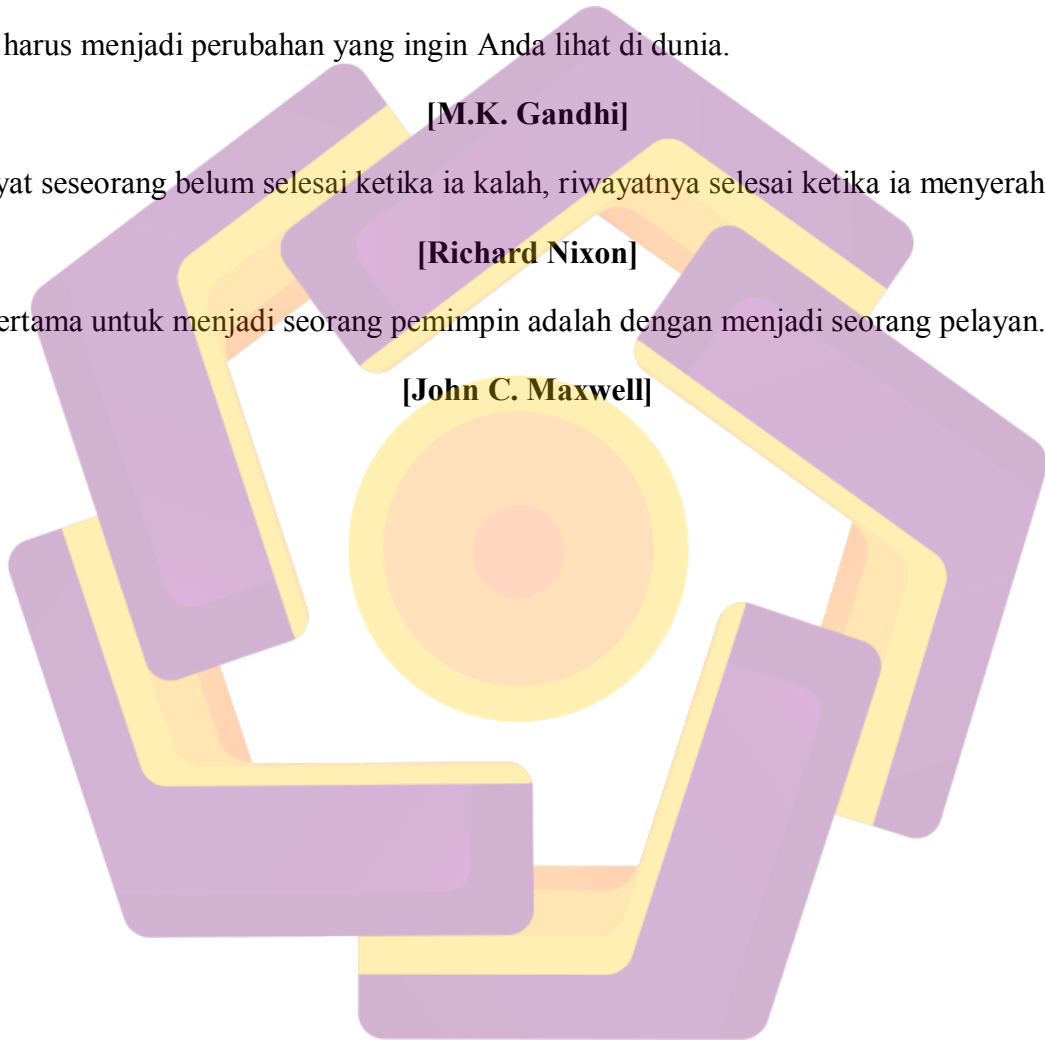 harus menjadi perubahan yang ingin Anda lihat di dunia.
[M.K. Gandhi]
yat seseorang belum selesai ketika ia kalah, riwayatnya selesai ketika ia menyerah
[Richard Nixon]
ertama untuk menjadi seorang pemimpin adalah dengan menjadi seorang pelayan.
[John C. Maxwell]